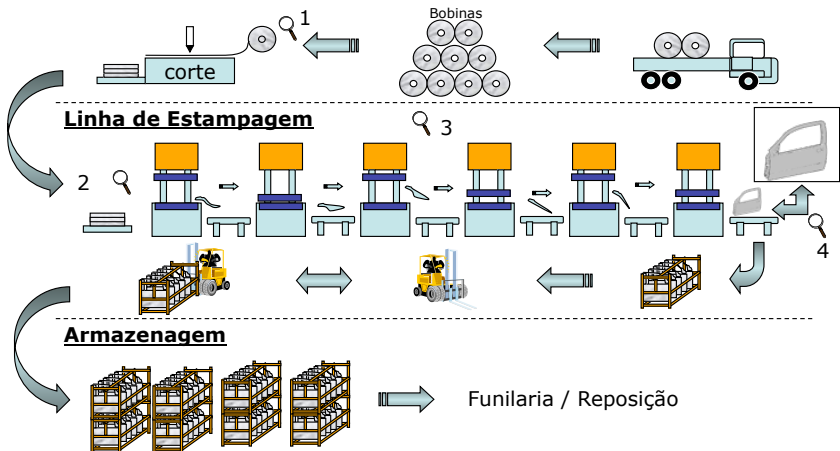 Bobinas
1
corte
Linha de Estampagem
3
2
4
Armazenagem
Funilaria / Reposição